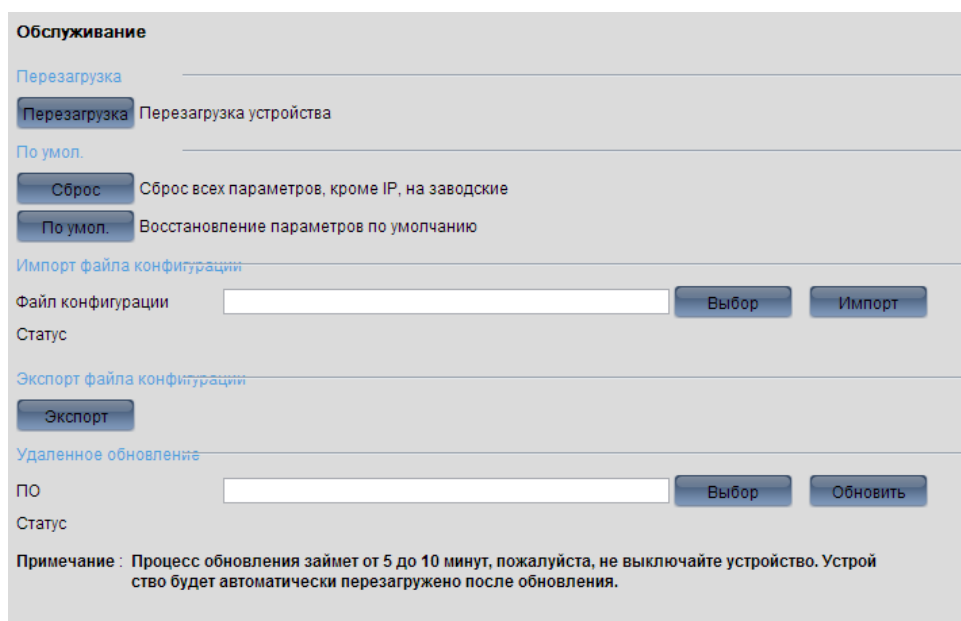 Обслуживание
Перезагрузка
Перезагрузка Перезагрузка устройства
По умол.
Сброс Сброс всех параметров, кроме IP, на заводские
По умол. Восстановление параметров по умолчанию
Импорт файла конфигурации
Файл конфигурации Выбор Импорт
Статус
Экспорт файла конфигурации
Экспорт
Удаленное обновление
ПО Выбор Обновить
Статус
Примечание : Процесс обновления займет от 5 до 10 минут, пожалуйста, не выключайте устройство. Устрой
ство будет автоматически перезагружено после обновления.